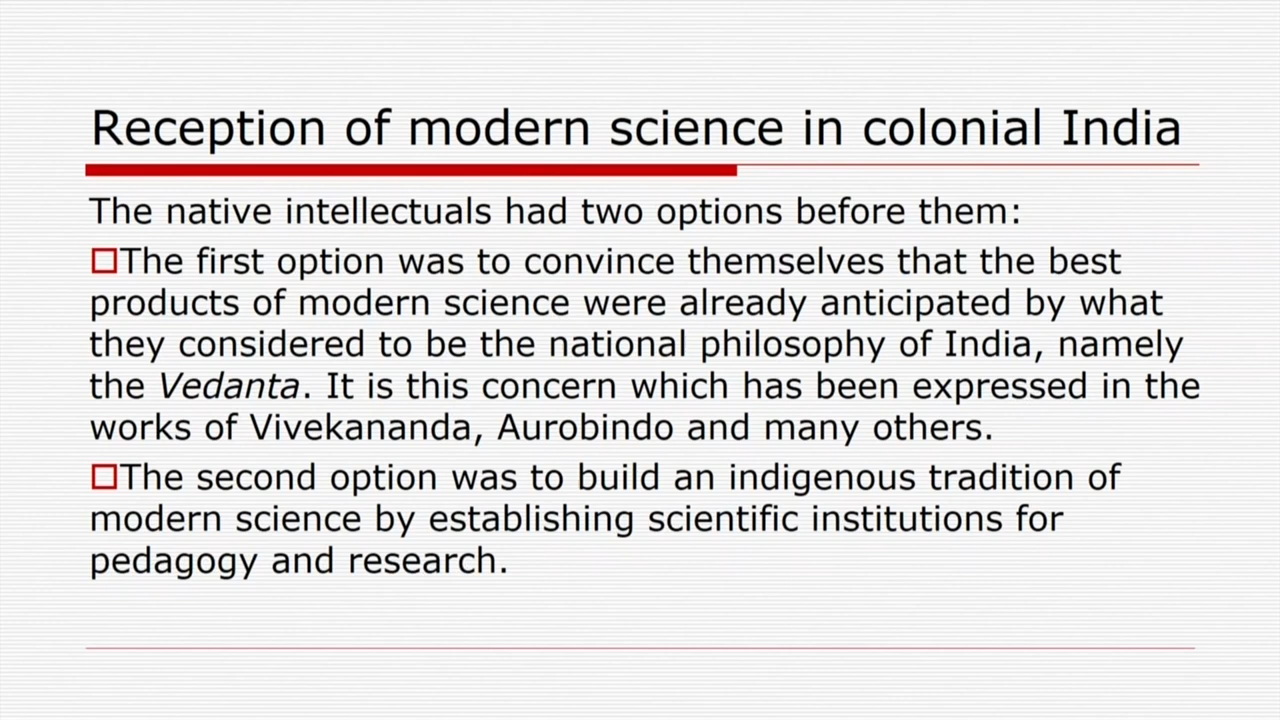 Reception of modern science in colonial India
The native intellectuals had two options before them:
The first option was to convince themselves that the best
products of modern science were already anticipated by what
they considered to be the national philosophy of India, namely
the Vedanta. It is this concern which has been expressed in the
works of Vivekananda, Aurobindo and many others.
The second option was to build an indigenous tradition of
modern science by establishing scientific institutions for
pedagogy and research.